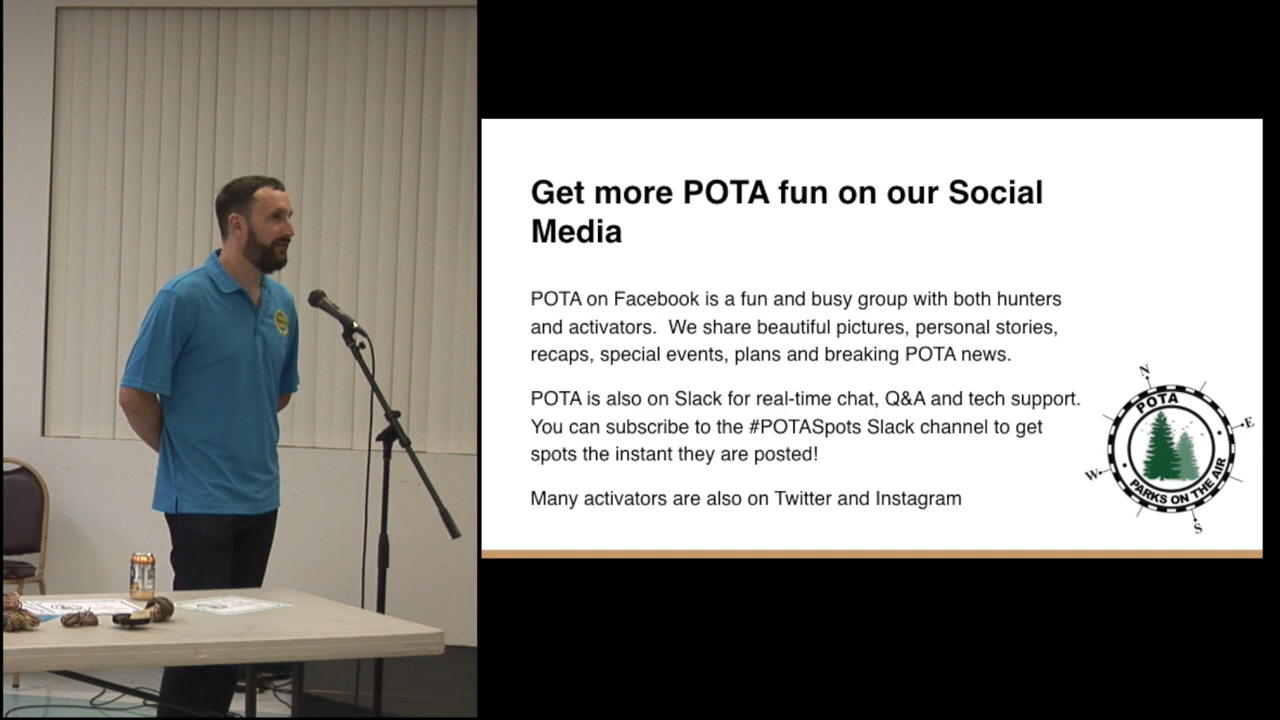 Get more POTA fun on our Social
Media
POTA on Facebook is a fun and busy group with both hunters
and activators.  We share beautiful pictures, personal stories,
recaps, special events, plans and breaking POTA news.
POTA is also on Slack for real-time chat, Q&A and tech support.
You can subscribe to the #POTASpots Slack channel to get
spots the instant they are posted!
Many activators are also on Twitter and Instagram
N
POTA
E
W
PARKS ON THE AIR
S